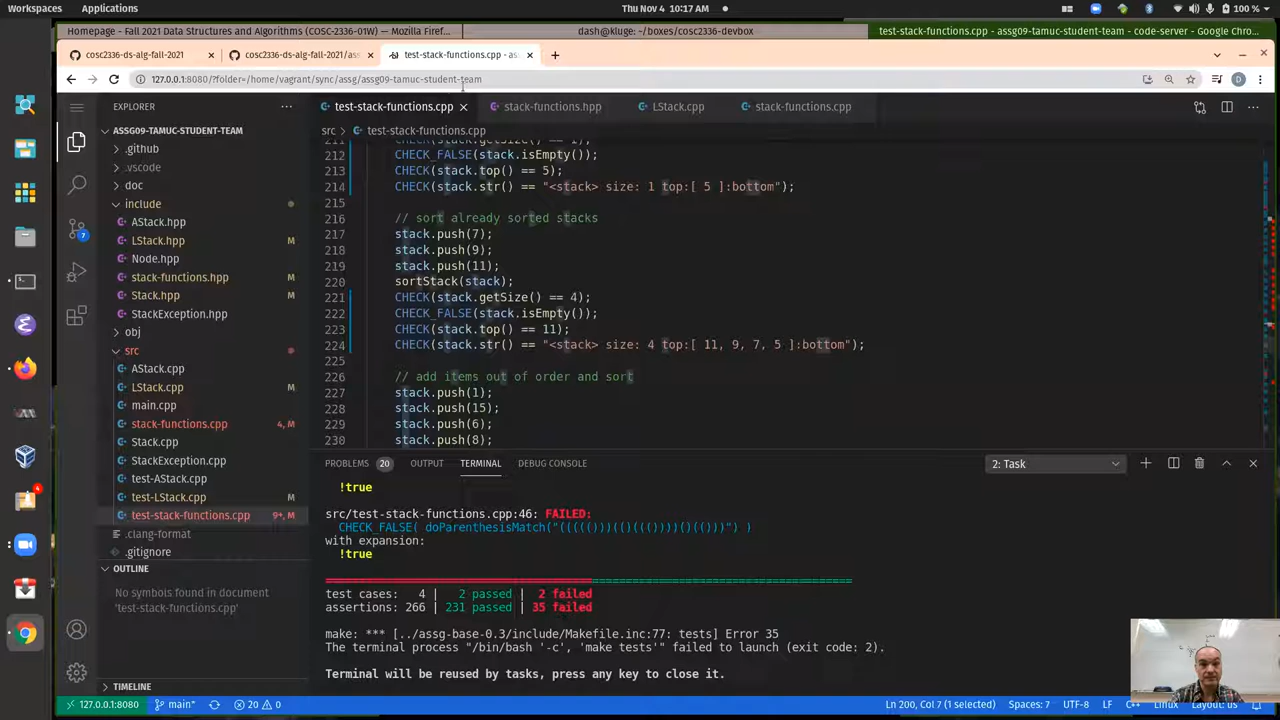 Workspaces Applications Thu Nov 4 10:17 AM 100 %
Homepage - Fall 2021 Data Structures and Algorithms (COSC-2336-01W) — Mozilla Firef... dash@kluge: ~/boxes/cosc2336-devbox test-stack-functions.cpp - assg09-tamuc-student-team - code-server - Google Chrome
cosc2336-ds-alg-fall-2021 cosc2336-ds-alg-fall-2021/ass test-stack-functions.cpp - as
127.0.0.1:8080/?folder=/home/vagrant/sync/assg/assg09-tamuc-student-team
EXPLORER
test-stack-functions.cpp stack-functions.hpp LStack.cpp stack-functions.cpp
ASSG09-TAMUC-STUDENT-TEAM
.github
.vscode
doc
include
AStack.hpp
LStack.hpp M
Node.hpp
stack-functions.hpp M
Stack.hpp M
StackException.hpp
obj
src
AStack.cpp
LStack.cpp M
main.cpp
stack-functions.cpp 4, M
Stack.cpp
StackException.cpp
test-AStack.cpp
test-LStack.cpp M
test-stack-functions.cpp 9+, M
.clang-format
.gitignore
OUTLINE
No symbols found in document
'test-stack-functions.cpp'
TIMELINE
src > test-stack-functions.cpp
211 CHECK(stack.getSize() == 1);
212 CHECK_FALSE(stack.isEmpty());
213 CHECK(stack.top() == 5);
214 CHECK(stack.str() == "<stack> size: 1 top:[ 5 ]:bottom");
215
216 // sort already sorted stacks
217 stack.push(7);
218 stack.push(9);
219 stack.push(11);
220 sortStack(stack);
221 CHECK(stack.getSize() == 4);
222 CHECK_FALSE(stack.isEmpty());
223 CHECK(stack.top() == 11);
224 CHECK(stack.str() == "<stack> size: 4 top:[ 11, 9, 7, 5 ]:bottom");
225
226 // add items out of order and sort
227 stack.push(1);
228 stack.push(15);
229 stack.push(6);
230 stack.push(8);
PROBLEMS 20 OUTPUT TERMINAL DEBUG CONSOLE 2: Task
!true
src/test-stack-functions.cpp:46: FAILED:
CHECK_FALSE( doParenthesisMatch("((((()))(()((())))()(()))") )
with expansion:
!true
test cases: 4 | 2 passed | 2 failed
assertions: 266 | 231 passed | 35 failed
make: *** [../assg-base-0.3/include/Makefile.inc:77: tests] Error 35
The terminal process "/bin/bash '-c', 'make tests'" failed to launch (exit code: 2).
Terminal will be reused by tasks, press any key to close it.
127.0.0.1:8080 main* 20 0 Ln 200, Col 7 (1 selected) Spaces: 7 UTF-8 LF C++ Linux Layout: us